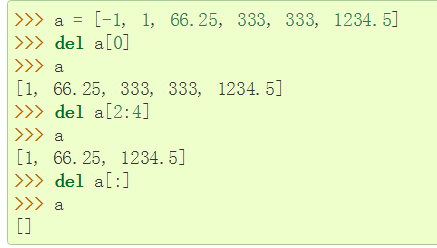 >>> a = [-1, 1, 66.25, 333, 333, 1234.5]
>>> del a[0]
>>> a
[1, 66.25, 333, 333, 1234.5]
>>> del a[2:4]
>>> a
[1, 66.25, 1234.5]
>>> del a[:]
>>> a
[]